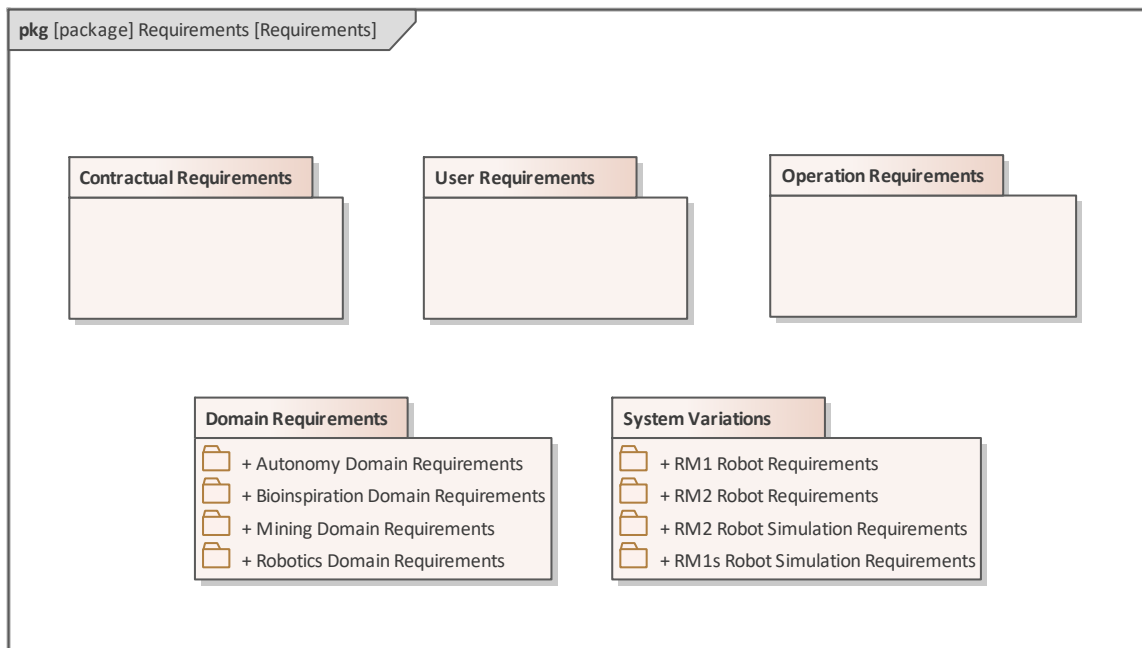 pkg [package] Requirements [Requirements]
Contractual Requirements
User Requirements
Operation Requirements
Domain Requirements
+ Autonomy Domain Requirements
+ Bioinspiration Domain Requirements
+ Mining Domain Requirements
+ Robotics Domain Requirements
System Variations
+ RM1 Robot Requirements
+ RM2 Robot Requirements
+ RM2 Robot Simulation Requirements
+ RM1s Robot Simulation Requirements